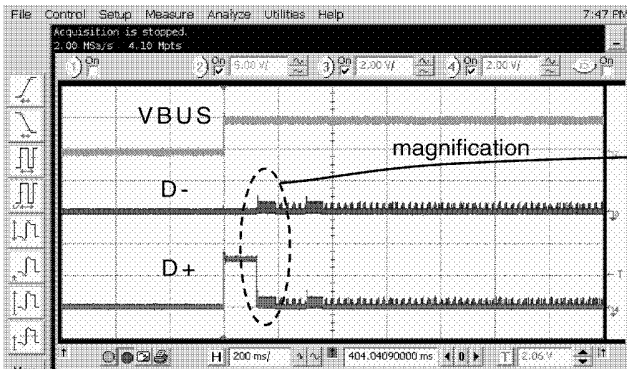 File Control Setup Measure Analyze Utilities Help 7:47 PM
Acquisition is stopped.
2.00 MSa/s 4.10 Mpts
1) On 2) On 5.00 V/ 3) On 2.00 V/ 4) On 2.00 V/ On
VBUS
magnification
D-
D+
H 200 ms/ 404.04090000 ms 0 T 2.06 V